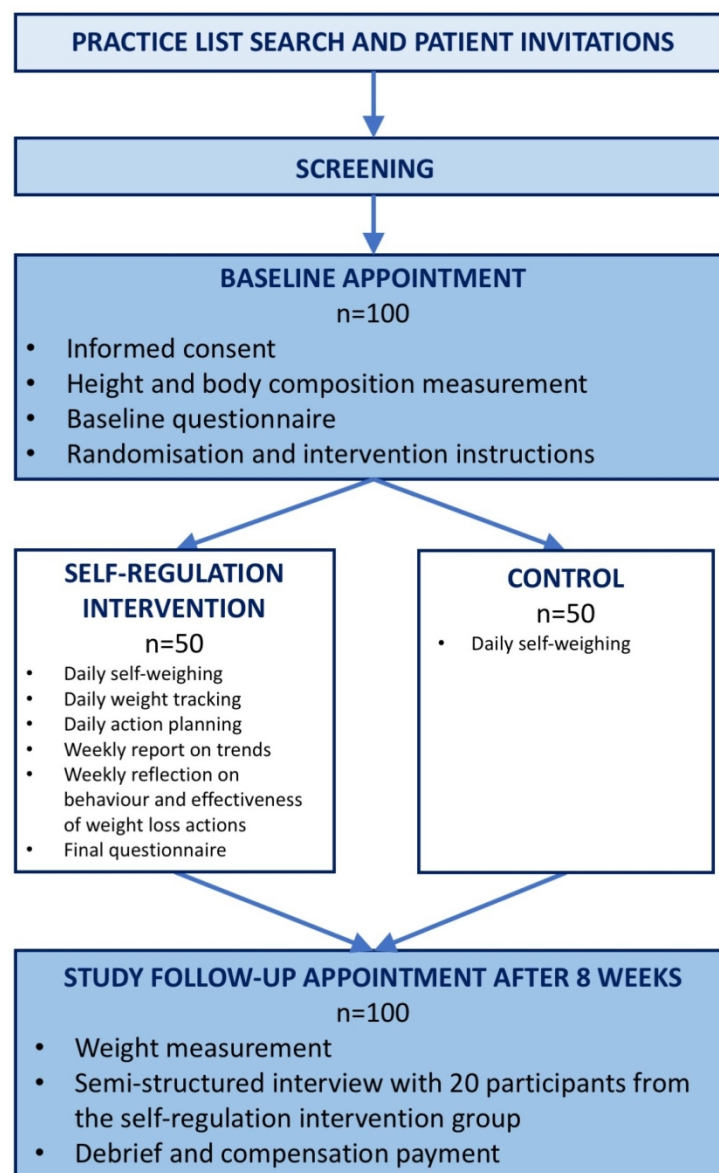 PRACTICE LIST SEARCH AND PATIENT INVITATIONS
SCREENING
BASELINE APPOINTMENT
n=100
• Informed consent
• Height and body composition measurement
• Baseline questionnaire
• Randomisation and intervention instructions
SELF-REGULATION
INTERVENTION
n=50
• Daily self-weighing
• Daily weight tracking
• Daily action planning
• Weekly report on trends
• Weekly reflection on
behaviour and effectiveness
of weight loss actions
• Final questionnaire
CONTROL
n=50
• Daily self-weighing
STUDY FOLLOW-UP APPOINTMENT AFTER 8 WEEKS
n=100
• Weight measurement
• Semi-structured interview with 20 participants from
the self-regulation intervention group
• Debrief and compensation payment